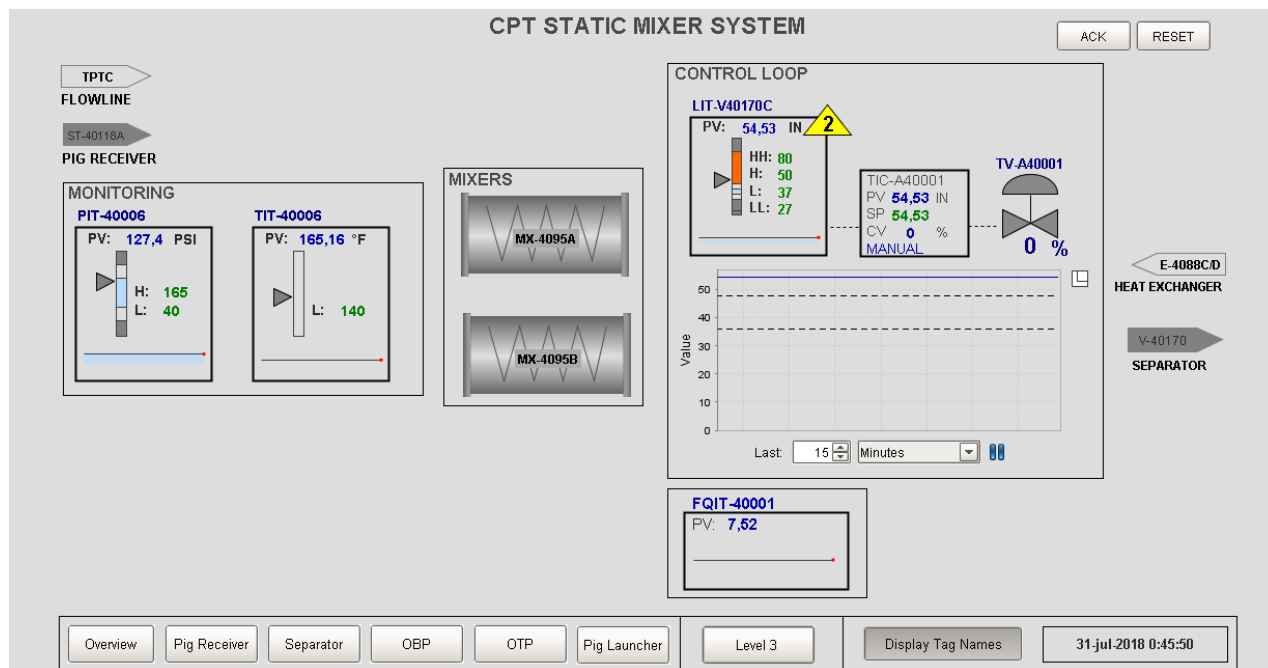 CPT STATIC MIXER SYSTEM
ACK
RESET
TPTC
FLOWLINE
ST-40118A
PIG RECEIVER
MONITORING
PIT-40006
PV: 127,4 PSI
H: 165
L: 40
TIT-40006
PV: 165,16 °F
L: 140
MIXERS
MX-4095A
MX-4095B
CONTROL LOOP
LIT-V40170C
PV: 54,53 IN
2
HH: 80
H: 50
L: 37
LL: 27
TIC-A40001
PV 54,53 IN
SP 54,53
CV 0 %
MANUAL
TV-A40001
0 %
Value
50
40
30
20
10
0
Last: 15 Minutes
E-4088C/D
HEAT EXCHANGER
V-40170
SEPARATOR
FQIT-40001
PV: 7,52
Overview
Pig Receiver
Separator
OBP
OTP
Pig Launcher
Level 3
Display Tag Names
31-jul-2018 0:45:50